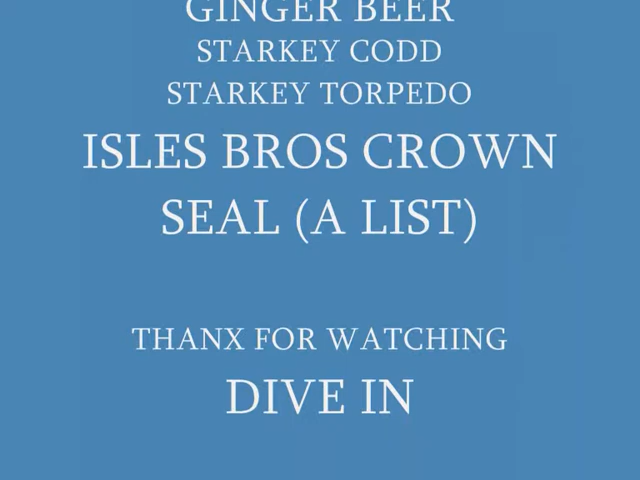 GINGER BEER
STARKEY CODD
STARKEY TORPEDO
ISLES BROS CROWN
SEAL (A LIST)
THANX FOR WATCHING
DIVE IN